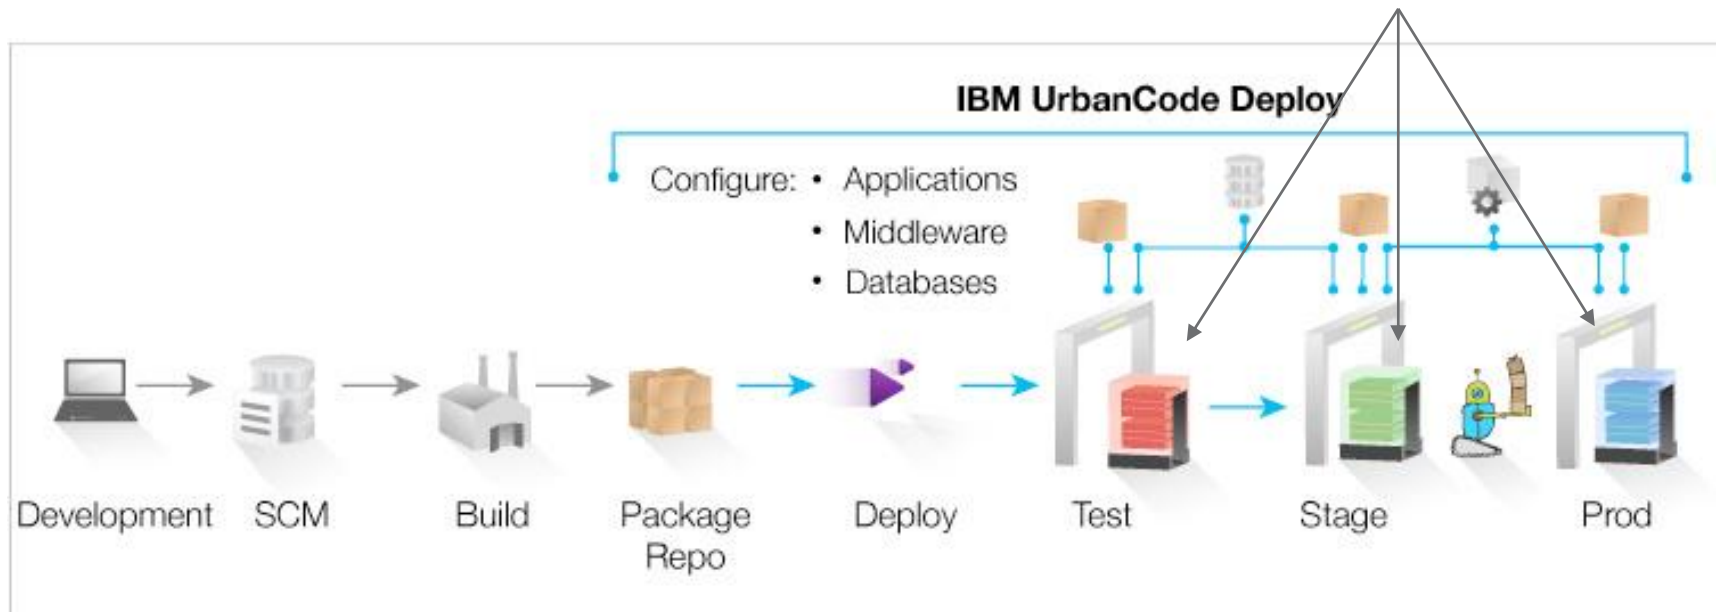 IBM UrbanCode Deploy
Configure: • Applications
• Middleware
• Databases
Development
SCM
Build
Package
Repo
Deploy
Test
Stage
Prod